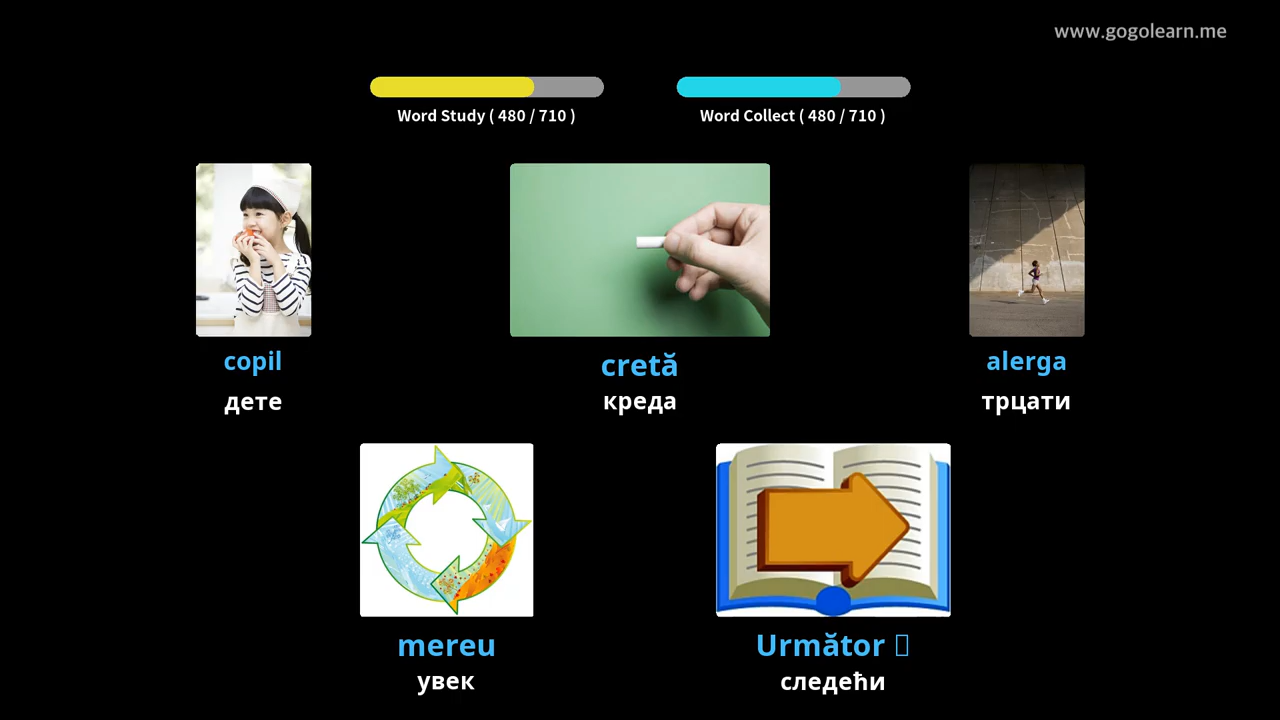 www.gogolearn.me
Word Study ( 480 / 710 )
Word Collect ( 480 / 710 )
copil
cretă
alerga
дете
креда
трцати
mereu
Următor
увек
следећи